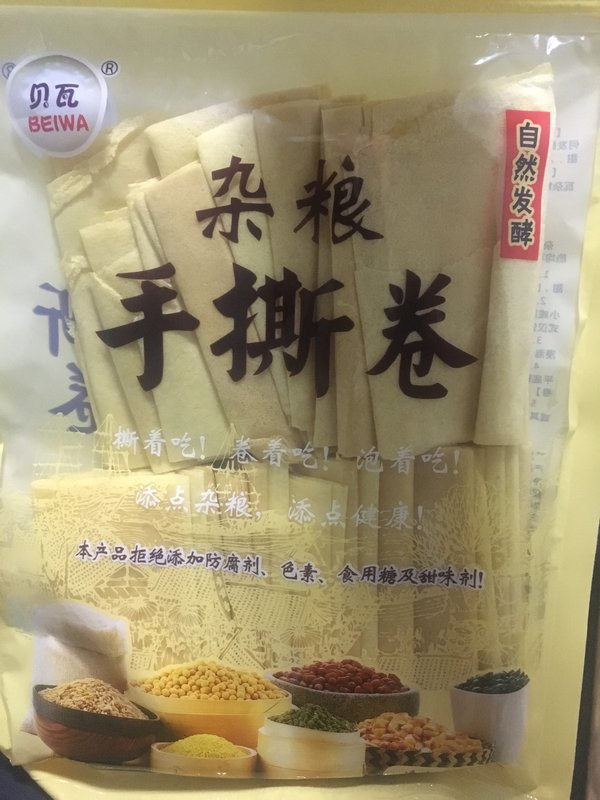 贝瓦
BEIWA
®
自然发酵
杂粮
手撕卷
撕着吃！卷着吃！泡着吃！
添点杂粮，添点健康！
本产品拒绝添加防腐剂、色素、食用糖及甜味剂！